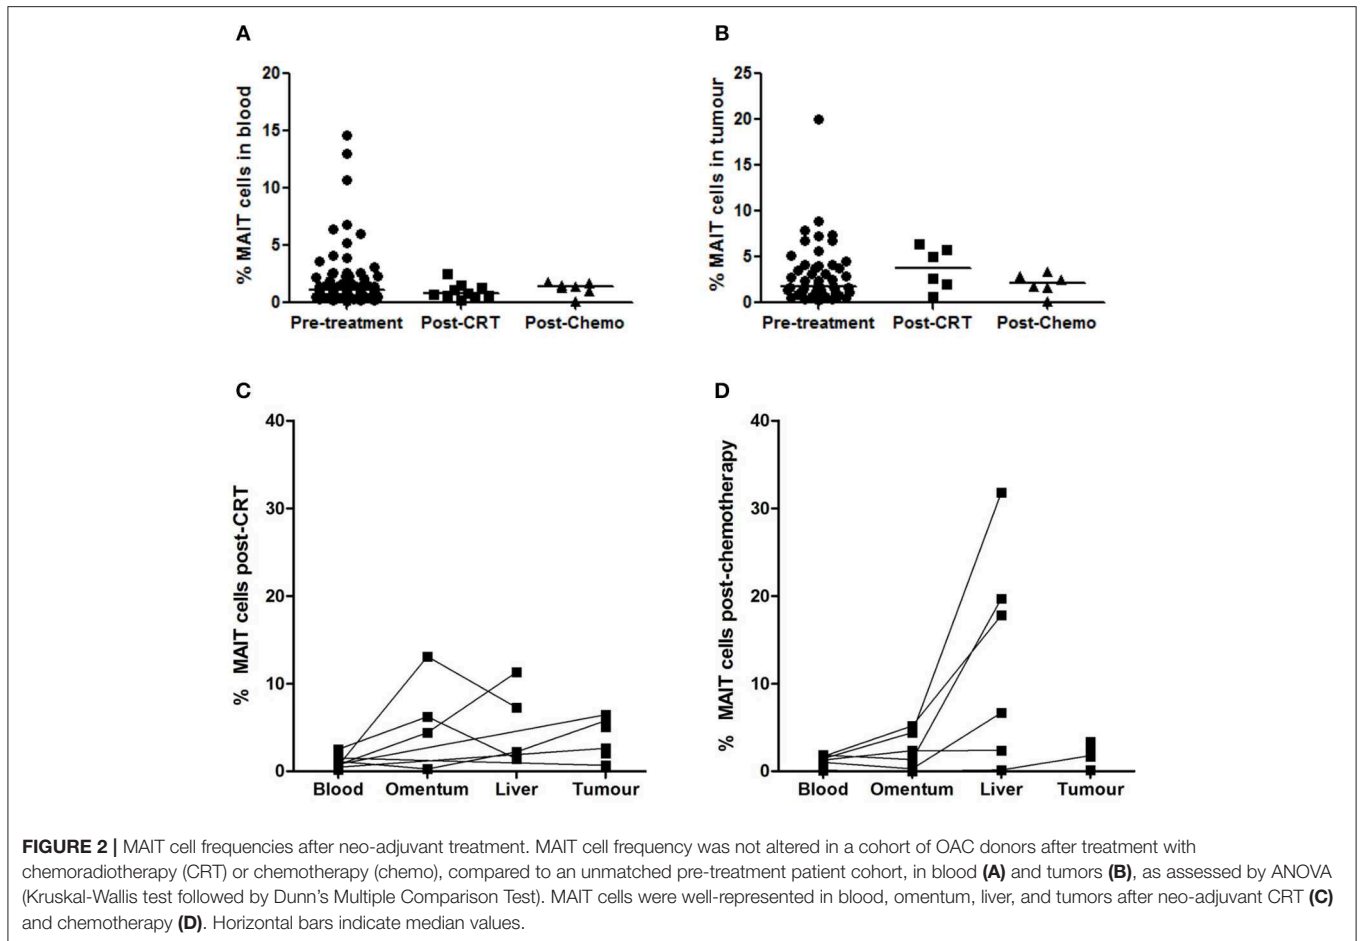 A
% MAIT cells in blood
20
15
10
5
0
Pre-treatment Post-CRT Post-Chemo
B
% MAIT cells in tumour
25
20
15
10
5
0
Pre-treatment Post-CRT Post-Chemo
C
% MAIT cells post-CRT
40
30
20
10
0
Blood Omentum Liver Tumour
D
% MAIT cells post-chemotherapy
40
30
20
10
0
Blood Omentum Liver Tumour
FIGURE 2 | MAIT cell frequencies after neo-adjuvant treatment. MAIT cell frequency was not altered in a cohort of OAC donors after treatment with
chemoradiotherapy (CRT) or chemotherapy (chemo), compared to an unmatched pre-treatment patient cohort, in blood (A) and tumors (B), as assessed by ANOVA
(Kruskal-Wallis test followed by Dunn's Multiple Comparison Test). MAIT cells were well-represented in blood, omentum, liver, and tumors after neo-adjuvant CRT (C)
and chemotherapy (D). Horizontal bars indicate median values.